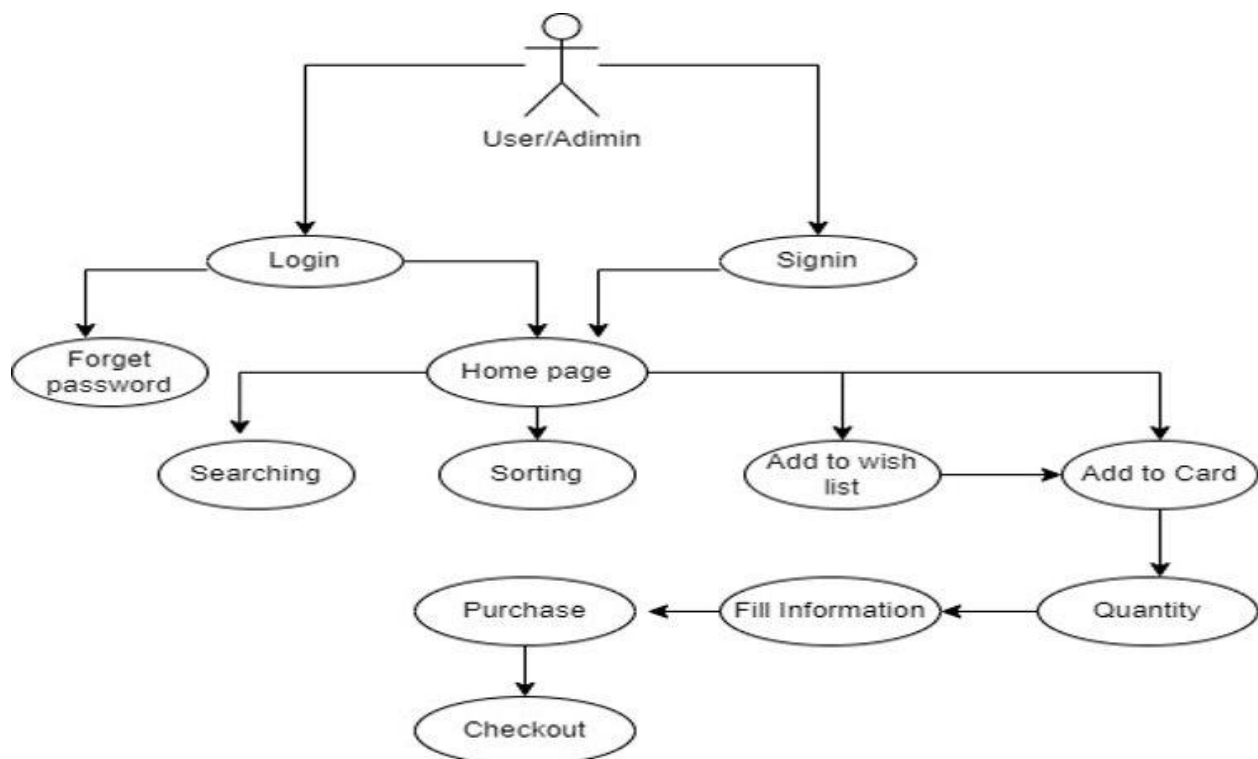 User/Adimin
Login
Signin
Forget
password
Home page
Searching
Sorting
Add to wish
list
Add to Card
Purchase
Fill Information
Quantity
Checkout